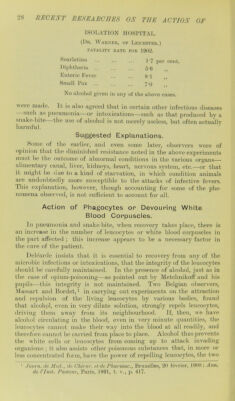 28 RECENT RESEARCHES ON THE ACTION OF
ISOLATION HOSPITAL.
(Dr. Warner, of Leicester.)
FATALITY RATE FOR 1902.
Scarlatina ... ... ... 1·7 per cent.
Diphtheria ... ... ... 5·6 „
Enteric Fever ... ... 8·1 „
Small Pox ... ... ... 7·0 „
No alcohol given in any of the above cases.
were made. It is also agreed that in certain other infectious diseases
—such as pneumonia—or intoxications—such as that produced by a
snake-bite—the use of alcohol is not merely useless, but often actually
harmful.
Suggested Explanations.
Some of the earlier, and even some later, observers were of
opinion that the diminished resistance noted in the above experiments
must be the outcome of abnormal conditions in the various organs—
alimentary canal, liver, kidneys, heart, nervous system, etc.—or that
it might be due to a kind of starvation, in which condition animals
are undoubtedly more susceptible to the attacks of infective fevers.
This explanation, however, though accounting for some of the phe-
nomena observed, is not sufficient to account for all.
Action of Phagocytes or Devouring White
Blood Corpuscles.
In pneumonia and snake-bite, when recovery takes place, there is
an increase in the number of leucocytes or white blood corpuscles in
the part affected; this increase appears to be a necessary factor in
the cure of the patient.
Deléarde insists that it is essential to recovery from any of the
microbic infections or intoxications, that the integrity of the leucocytes
should be carefully maintained. In the presence of alcohol, just as in
the case of opium-poisoning—as pointed out by Metchnikoff and his
pupils—this integrity is not maintained. Two Belgian observers,
Massart and Bordet,¹ in carrying out experiments on the attraction
and repulsion of the living leucocytes by various bodies, found
that alcohol, even in very dilute solution, strongly repels leucocytes,
driving them away from its neighbourhood. If, then, we have
alcohol circulating in the blood, even in very minute quantities, the
leucocytes cannot make their way into the blood at all readily, and
therefore cannot be carried from place to place. Alcohol thus prevents
the white cells or leucocytes from coming up to attack invading
organisms; it also assists other poisonous substances that, in more or
less concentrated form, have the power of repelling leucocytes, the two
¹ Journ. de Méd., de Chirur. et de Pharmac., Bruxelles, 20 février, 1890; Ann.
de l'Inst. Pasteur, Paris, 1891, t. v., p. 417.